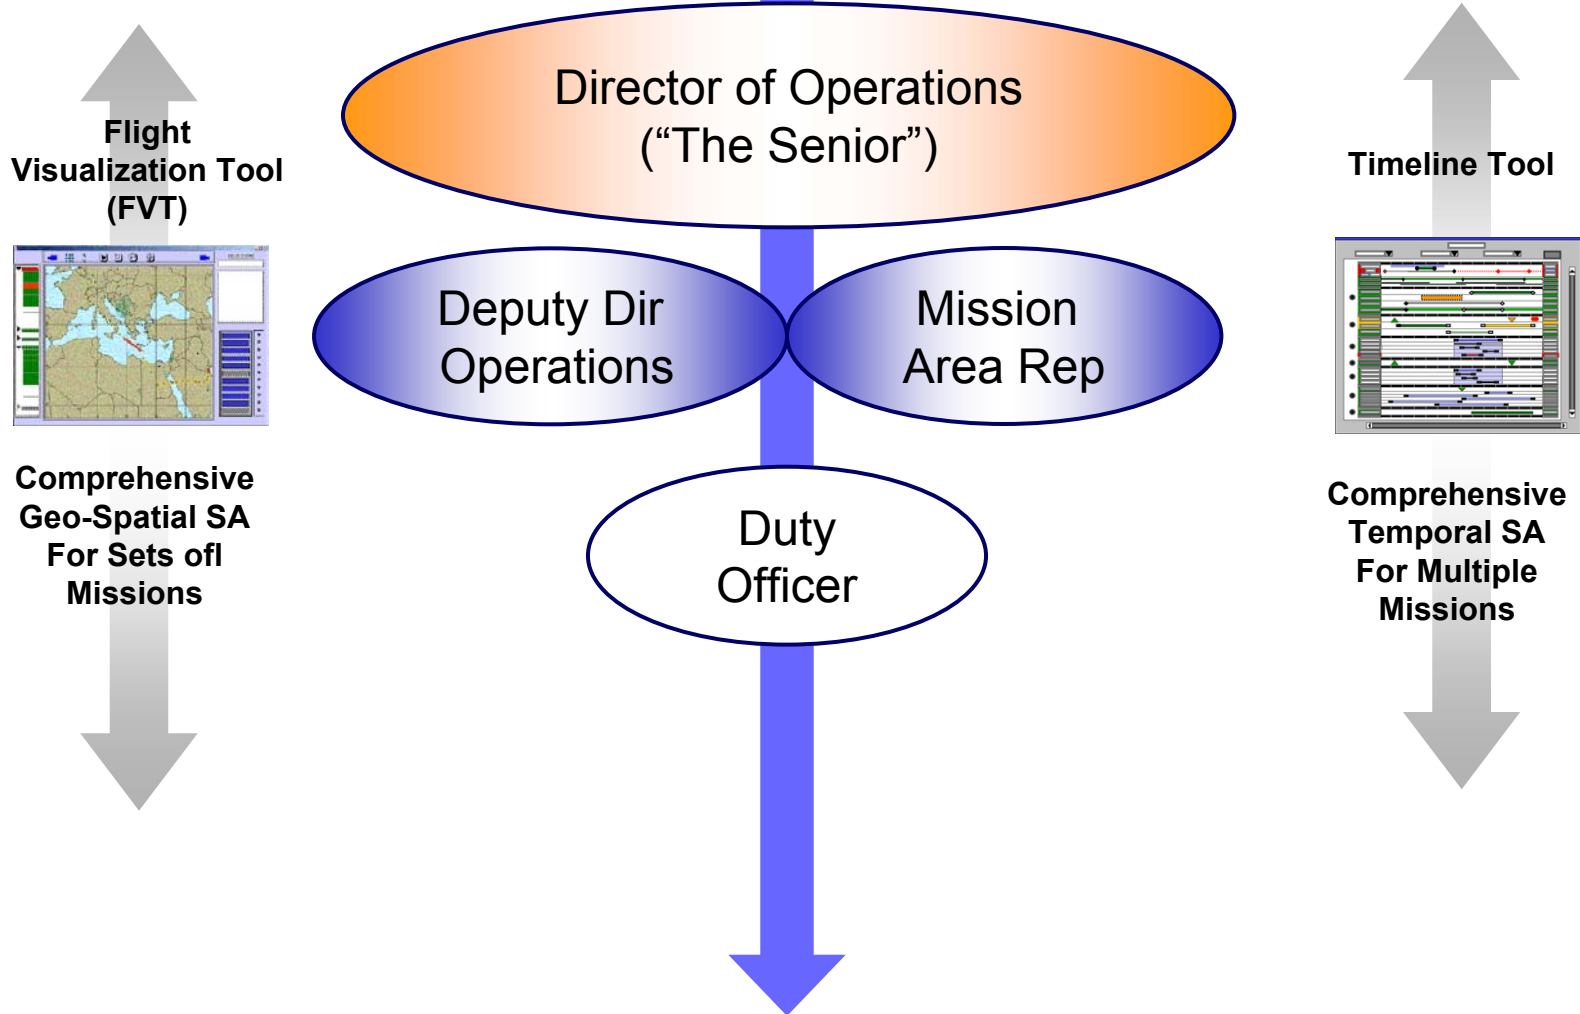 Director of Operations
(“The Senior”)
Flight
Visualization Tool
(FVT)
Timeline Tool
Deputy Dir
Operations
Mission
Area Rep
Comprehensive
Geo-Spatial SA
For Sets ofl
Missions
Duty
Officer
Comprehensive
Temporal SA
For Multiple
Missions